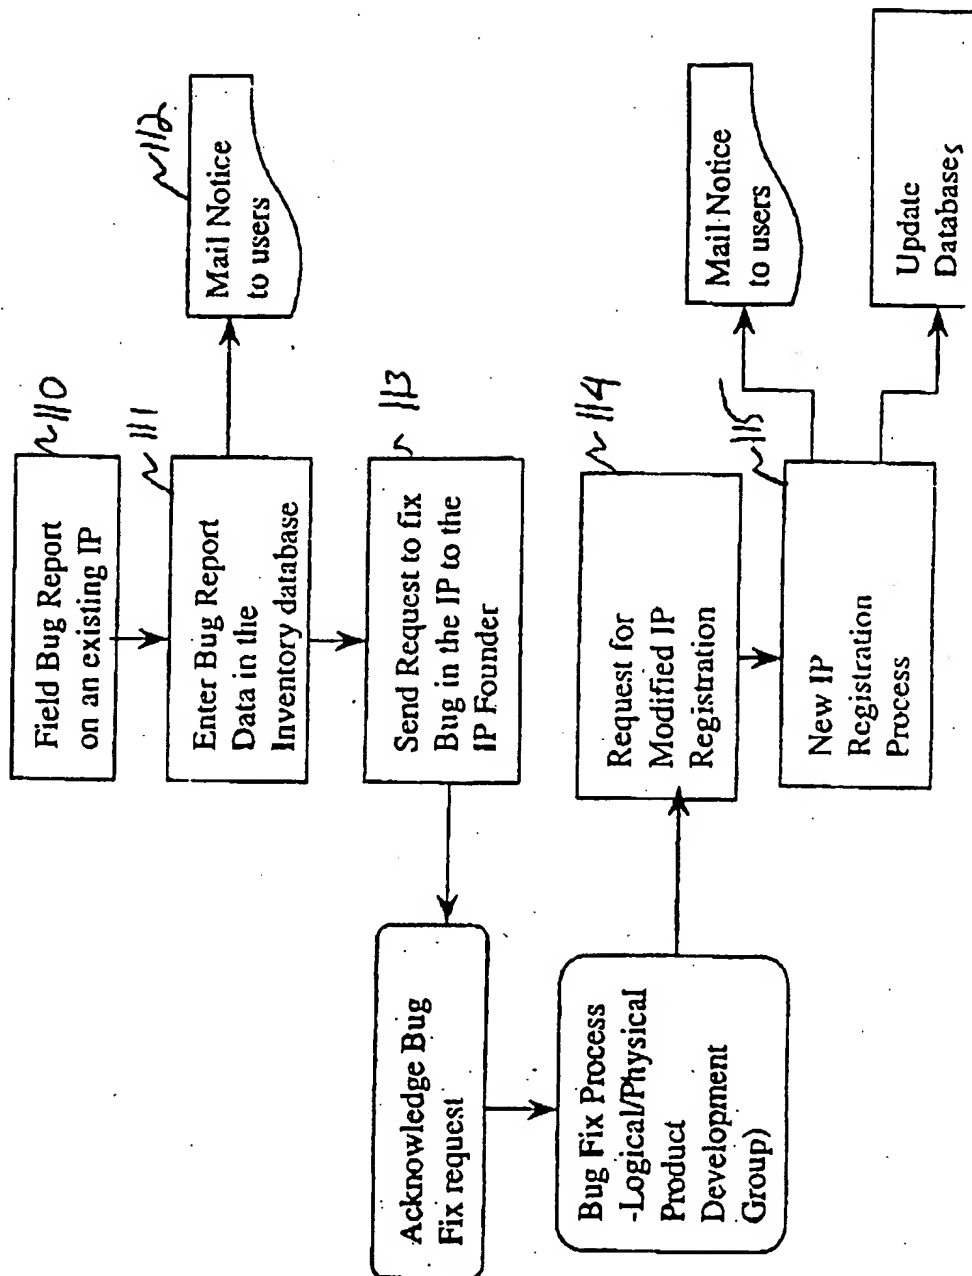 110
Field Bug Report
on an existing IP
111
Enter Bug Report
Data in the
Inventory database
112
Mail Notice
to users
113
Send Request to fix
Bug in the IP to the
IP Founder
Acknowledge Bug
Fix request
Bug Fix Process
-Logical/Physical
Product
Development
Group)
114
Request for
Modified IP
Registration
115
New IP
Registration
Process
Mail Notice
to users
Update
Databases